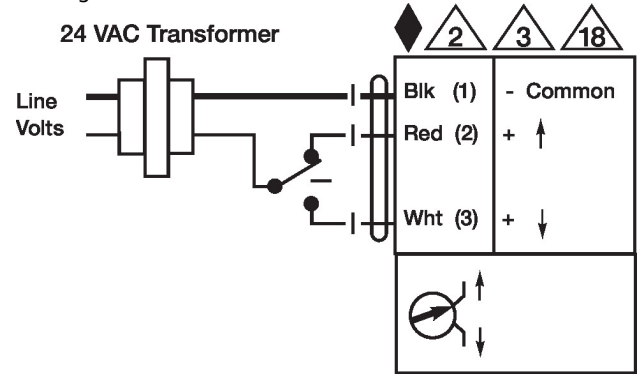 24 VAC Transformer
2 3 18
Line
Volts
Blk (1) - Common
Red (2) + ↑
Wht (3) + ↓